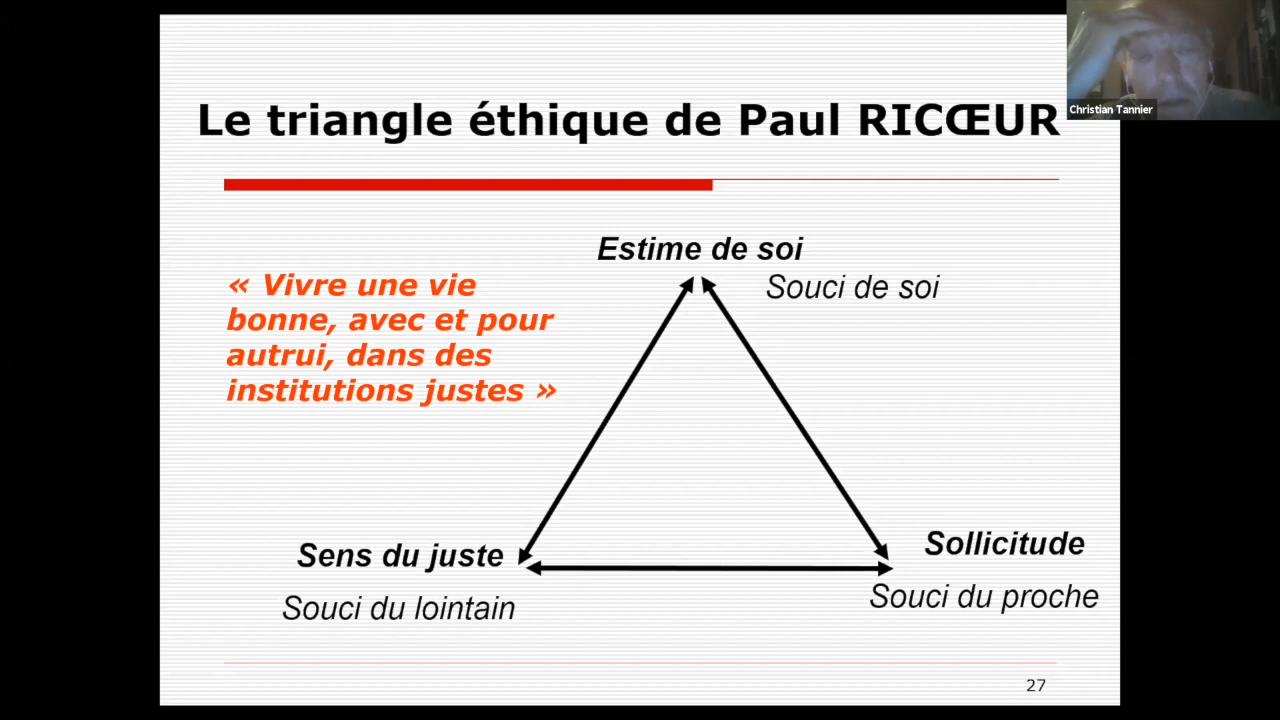 Le triangle éthique de Paul RICŒUR
Christian Tannier
Estime de soi
Souci de soi
« Vivre une vie
bonne, avec et pour
autrui, dans des
institutions justes »
Sens du juste
Souci du lointain
Sollicitude
Souci du proche
27